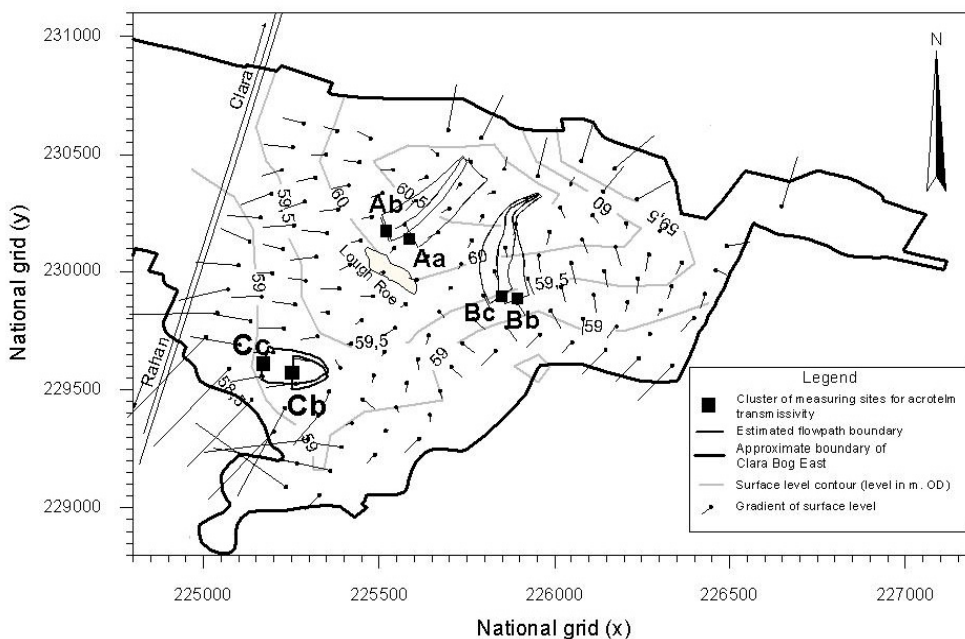 231000
230500
230000
229500
229000
National grid (y)
225000
225500
226000
226500
227000
National grid (x)
N
Clara
Rahan
59,5
60
60,5
60
59,5
Ab
Aa
Lough Roe
60
59,5
59
Bc
Bb
59
59,5
59
Cc
Cb
58,5
59
Legend
Cluster of measuring sites for acrotelm
transmissivity
Estimated flowpath boundary
Approximate boundary of
Clara Bog East
Surface level contour (level in m. OD)
Gradient of surface level